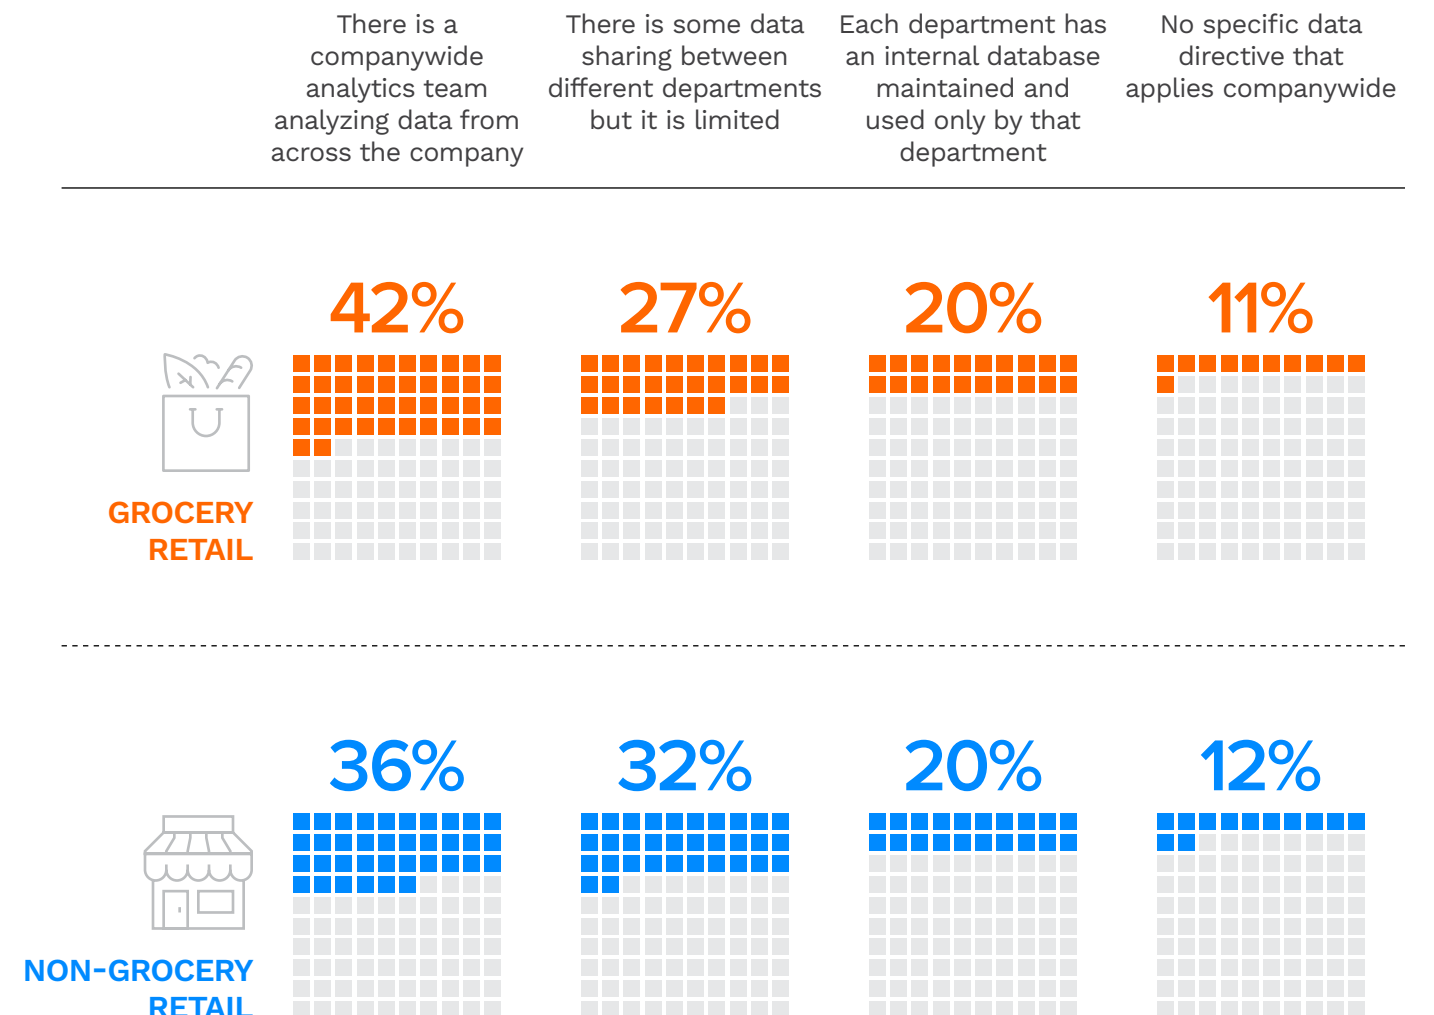 There is a
companywide
analytics team
analyzing data from
across the company
There is some data
sharing between
different departments
but it is limited
Each department has
an internal database
maintained and
used only by that
department
No specific data
directive that
applies companywide
42%
27%
20%
11%
GROCERY
RETAIL
36%
32%
20%
12%
NON-GROCERY
RETAIL